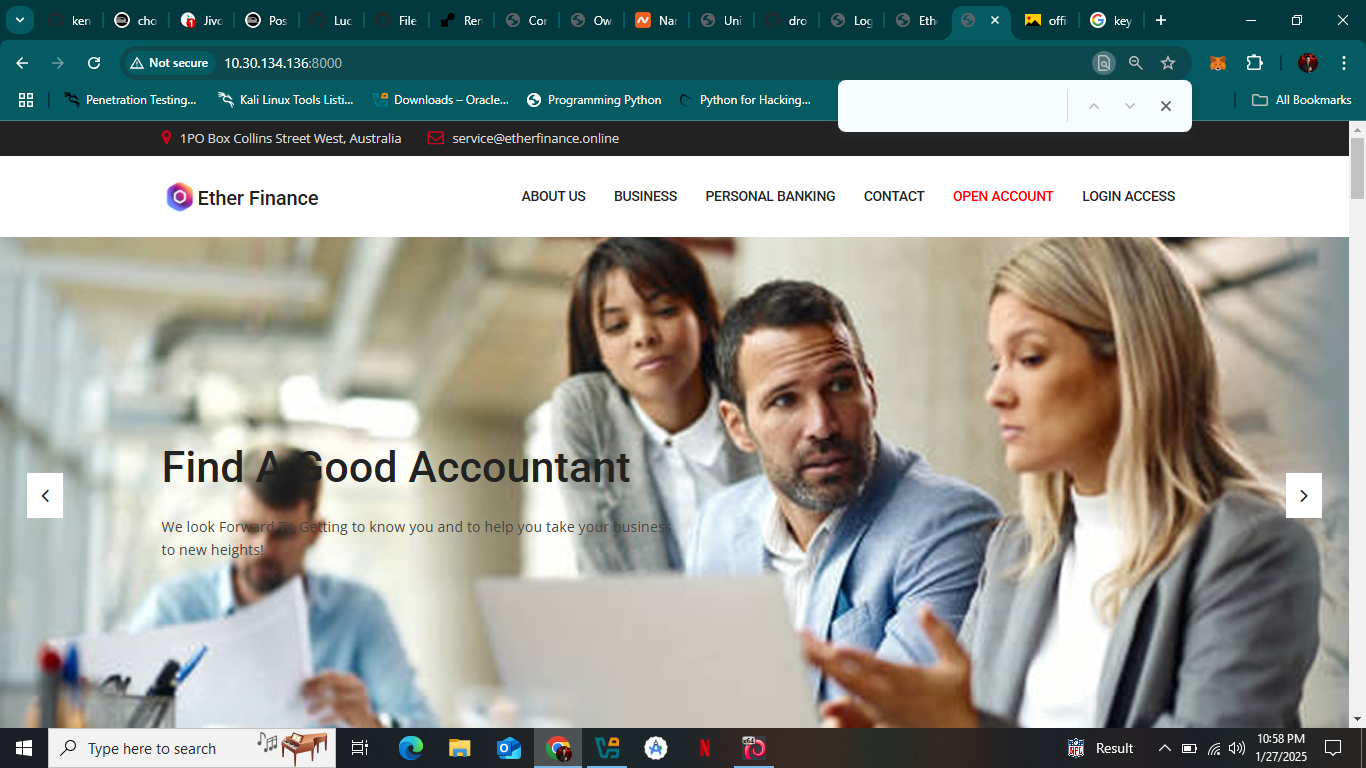 ken
cho
Jivo
Pos
Luc
File
Ren
Cor
Ow
Nar
Uni
dro
Log
Eth
offi
key
Not secure
10.30.134.136:8000
Penetration Testing...
Kali Linux Tools Listi...
Downloads – Oracle...
Programming Python
Python for Hacking...
All Bookmarks
1PO Box Collins Street West, Australia
service@etherfinance.online
Ether Finance
ABOUT US
BUSINESS
PERSONAL BANKING
CONTACT
OPEN ACCOUNT
LOGIN ACCESS
Find A Good Accountant
We look Forward To Getting to know you and to help you take your business
to new heights!
Type here to search
x64
Result
10:58 PM
1/27/2025